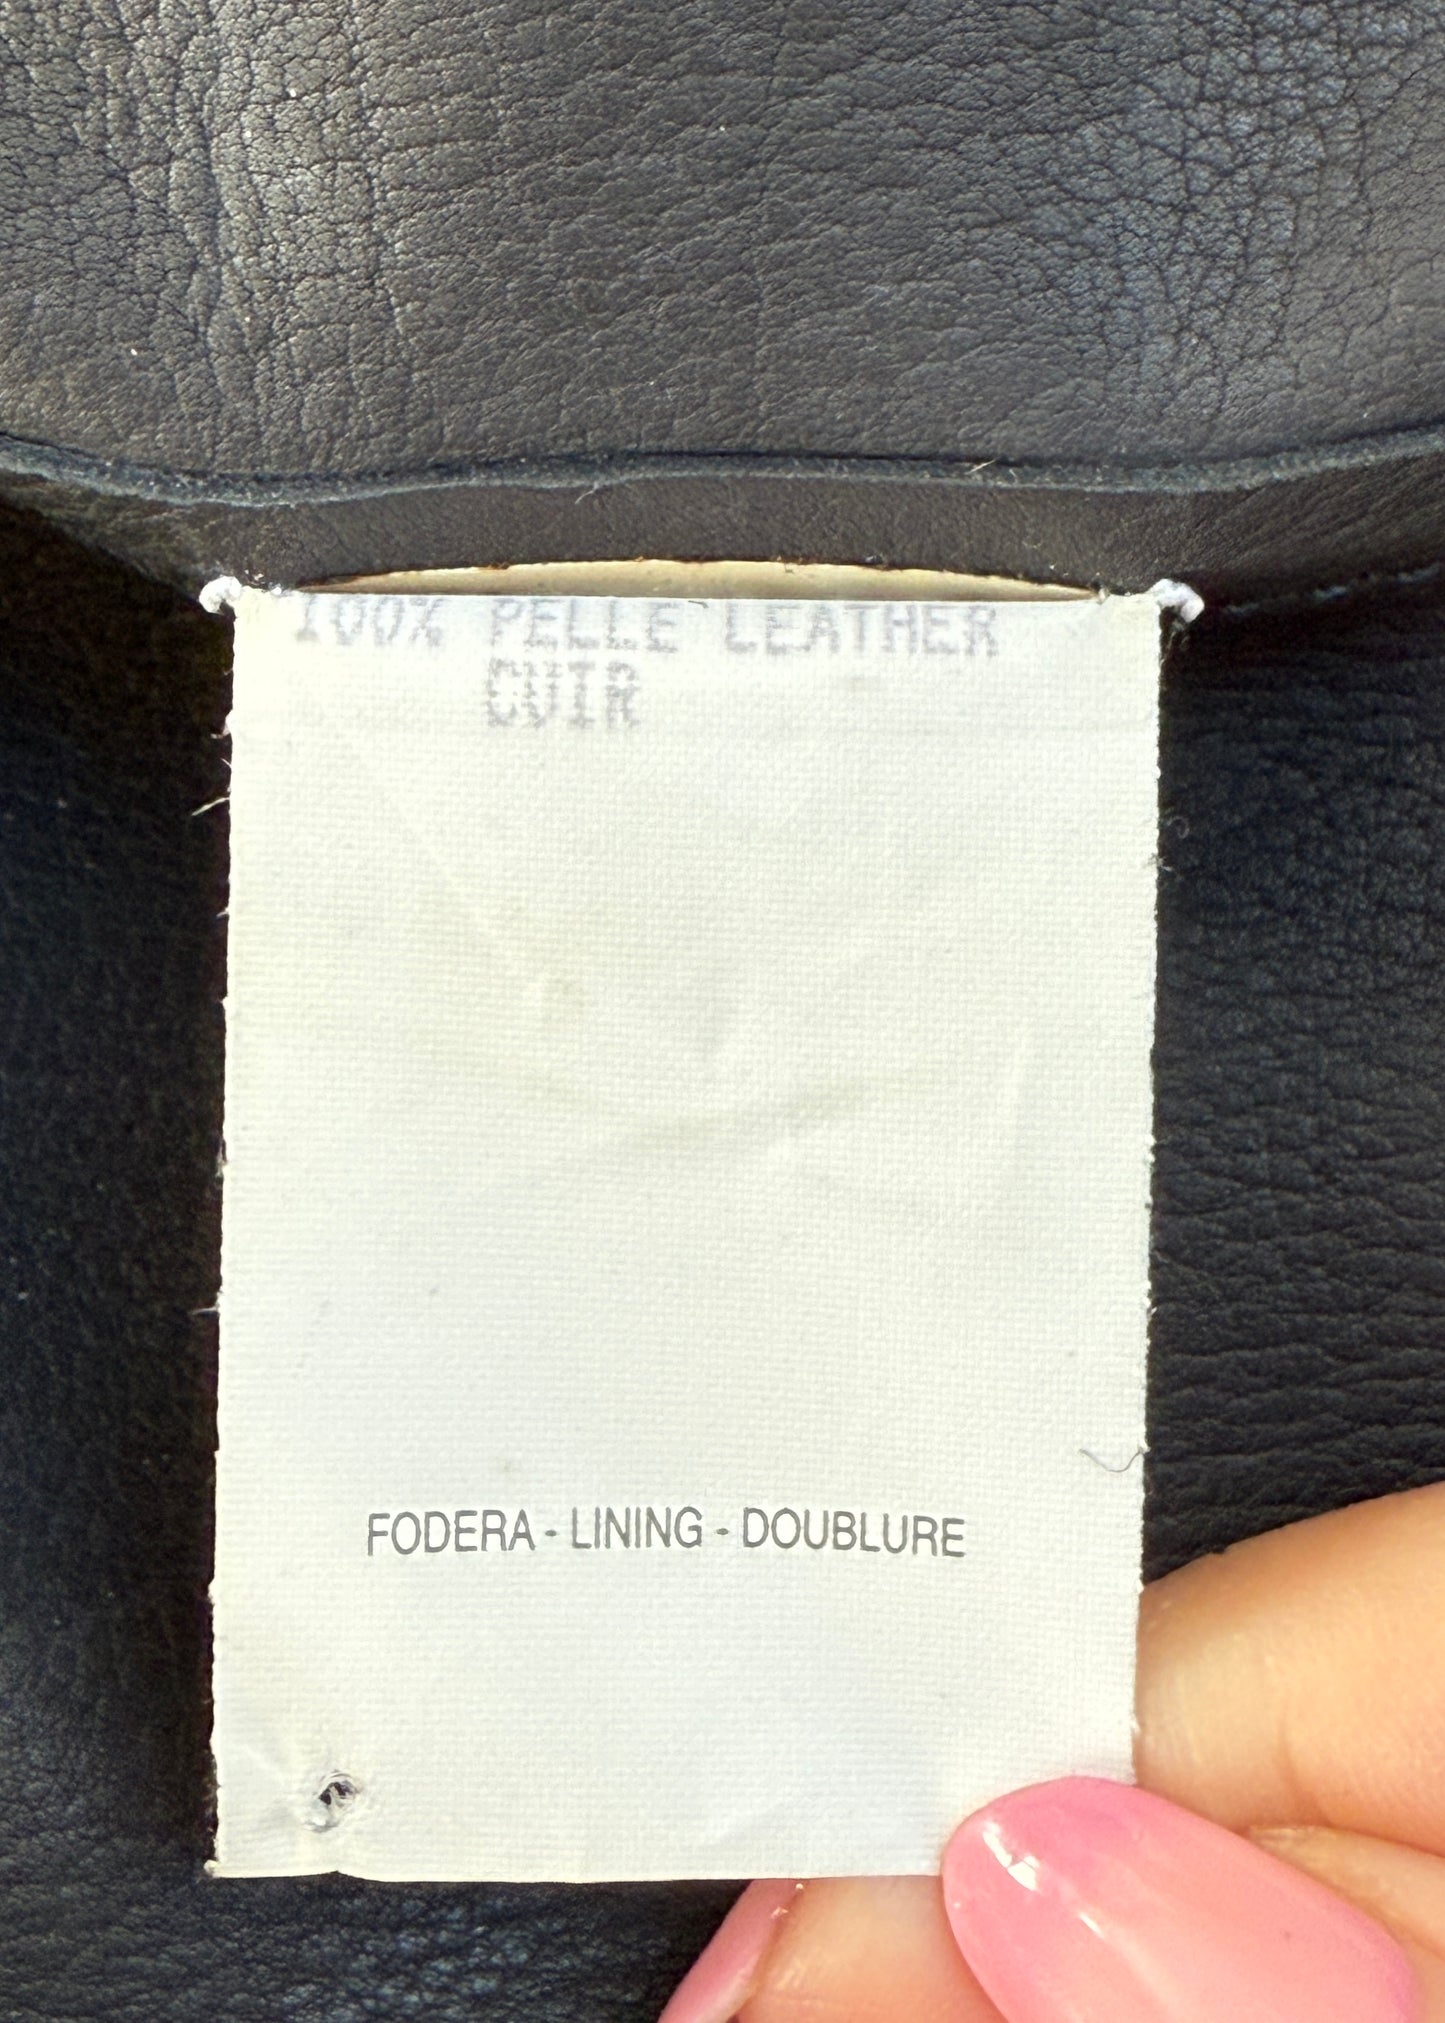 100% PELLE LEATHER
CUIR
FODERA - LINING - DOUBLURE